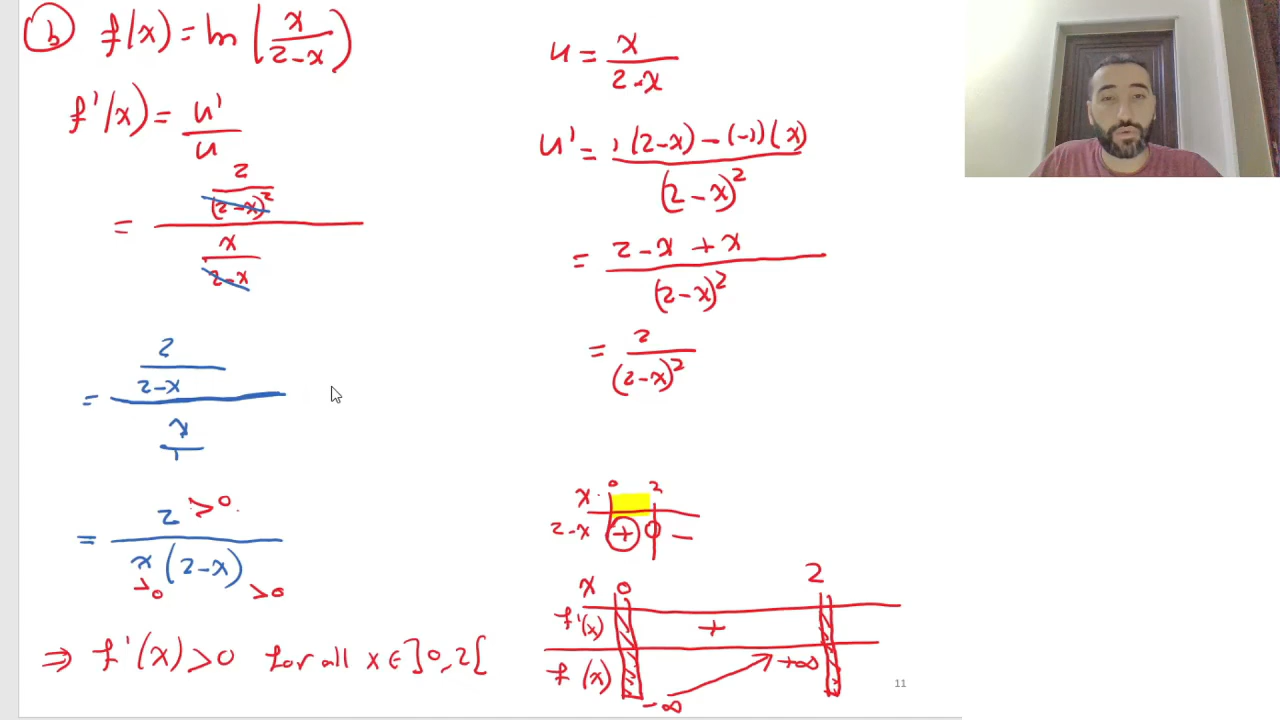 b f(x) = ln (x/(2-x))
f'(x) = u'/u
= (2/(2-x)²)/(x/(2-x))
= (2/(2-x))/(x/1)
= 2/(x(2-x))
>0
>0 >0
⇒ f'(x) > 0 for all x ∈ ]0,2[
u = x/(2-x)
u' = (1(2-x) - (-1)(x))/(2-x)²
= (2-x+x)/(2-x)²
= 2/(2-x)²
x 0 2
2-x + 0 -
x 0 2
f'(x) +
f(x) -∞ +∞
11